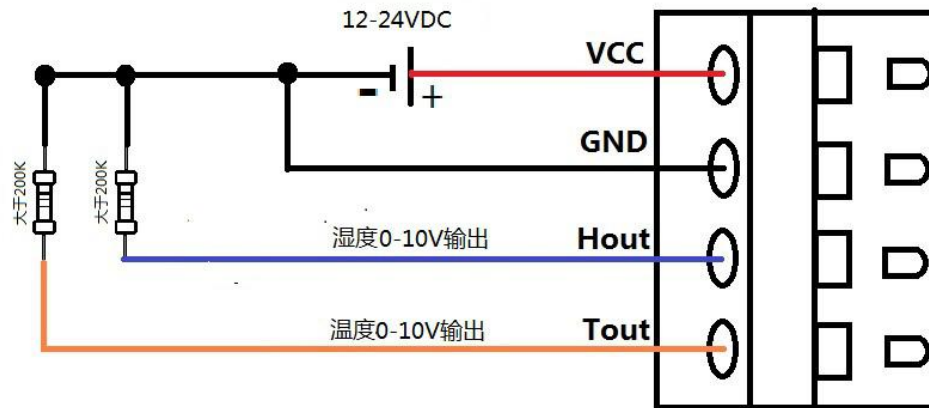 12-24VDC
VCC
- +
GND
大于200K
大于200K
湿度0-10V输出
Hout
温度0-10V输出
Tout